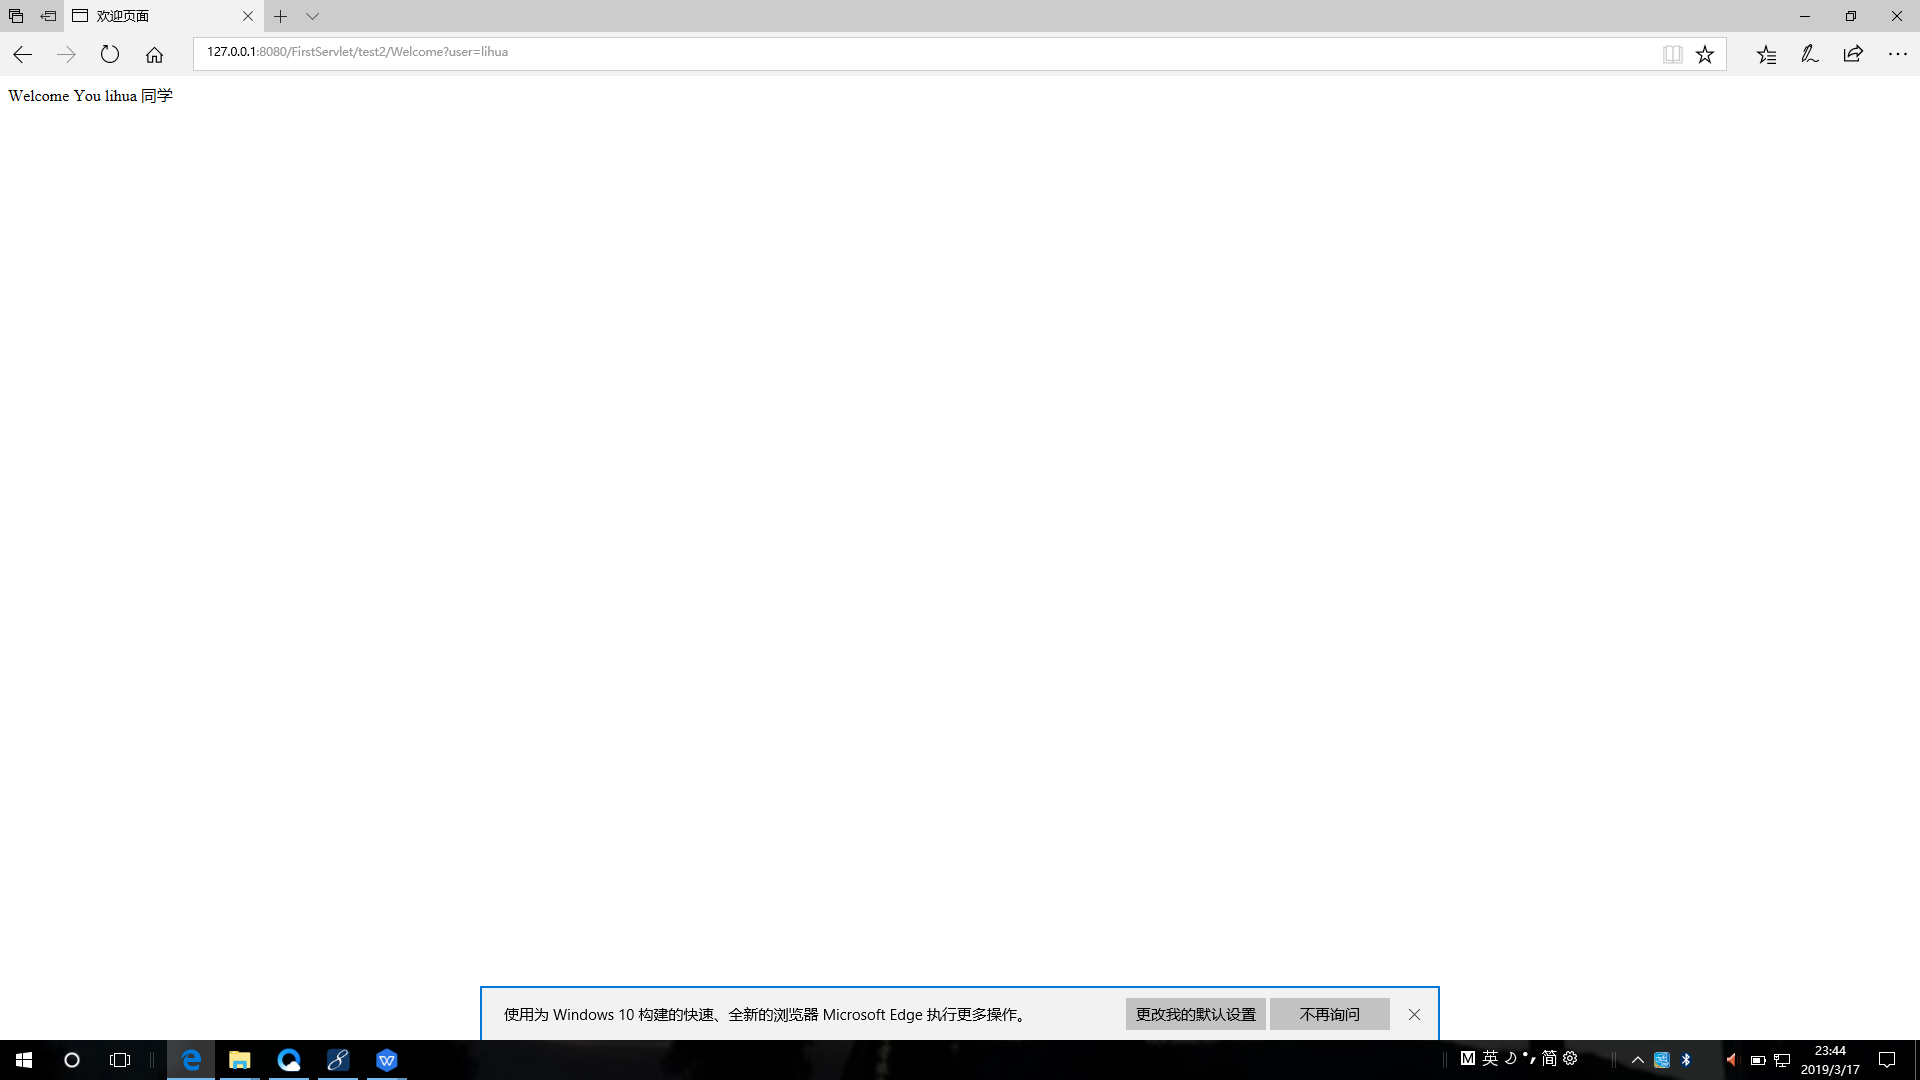 欢迎页面
127.0.0.1:8080/FirstServlet/test2/Welcome?user=lihua
Welcome You lihua 同学
使用为 Windows 10 构建的快速、全新的浏览器 Microsoft Edge 执行更多操作。
更改我的默认设置
不再询问
M 英 简
23:44
2019/3/17